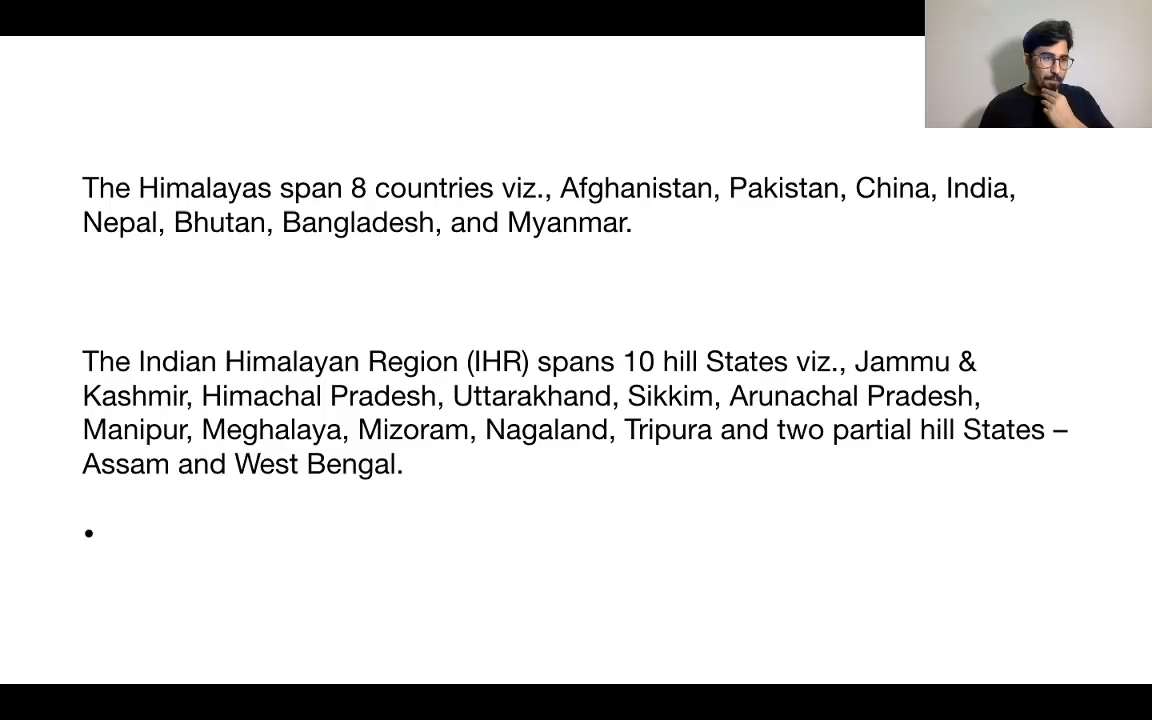 The Himalayas span 8 countries viz., Afghanistan, Pakistan, China, India,
Nepal, Bhutan, Bangladesh, and Myanmar.
The Indian Himalayan Region (IHR) spans 10 hill States viz., Jammu &
Kashmir, Himachal Pradesh, Uttarakhand, Sikkim, Arunachal Pradesh,
Manipur, Meghalaya, Mizoram, Nagaland, Tripura and two partial hill States –
Assam and West Bengal.
•